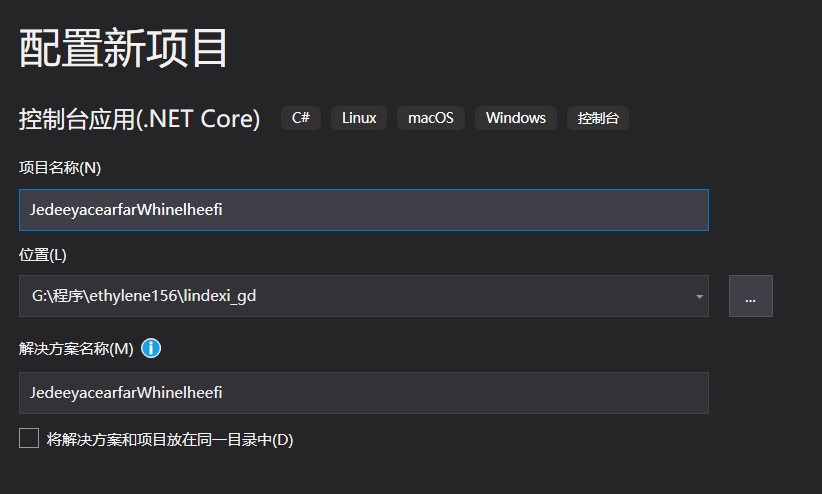 配置新项目
控制台应用(.NET Core) C# Linux macOS Windows 控制台
项目名称(N)
JedeeyacearfarWhinelheefi
位置(L)
G:\程序\ethylene156\lindexi_gd
...
解决方案名称(M)
JedeeyacearfarWhinelheefi
将解决方案和项目放在同一目录中(D)